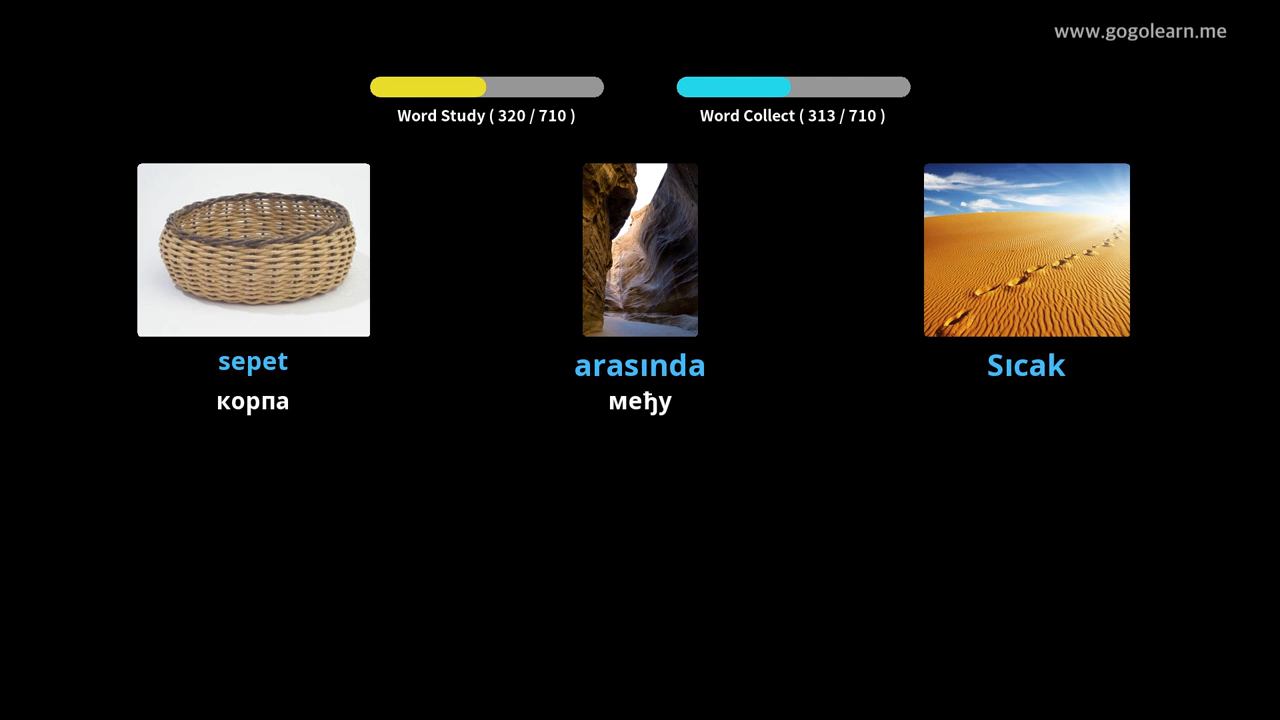 www.gogolearn.me
Word Study ( 320 / 710 )
Word Collect ( 313 / 710 )
sepet
корпа
arasında
међу
Sıcak